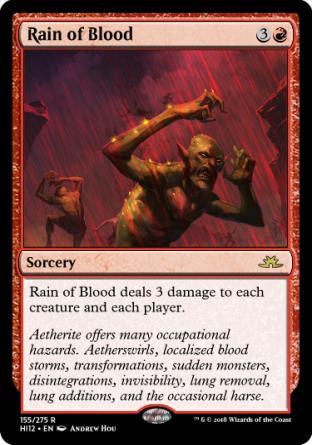 Rain of Blood 3
Sorcery
Rain of Blood deals 3 damage to each
creature and each player.
Aetherite offers many occupational
hazards. Aetherswirls, localized blood
storms, transformations, sudden monsters,
disintegrations, invisibility, lung removal,
lung additions, and the occasional harse.
155/275 R
HI12 • EN ANDREW HOU
™ & © 2018 Wizards of the Coast